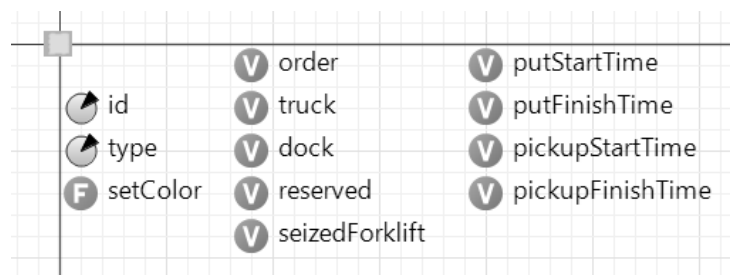 V order
V truck
V dock
V reserved
V seizedForklift
id
type
F setColor
V putStartTime
V putFinishTime
V pickupStartTime
V pickupFinishTime